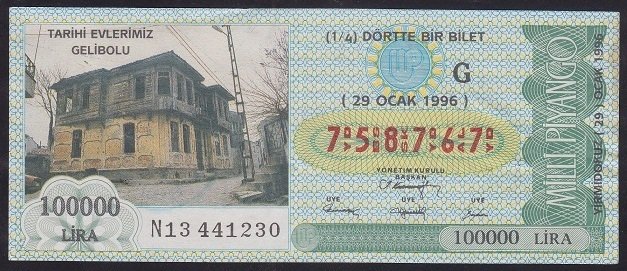 TARİHİ EVLERİMİZ
GELİBOLU
100000
LİRA
N13 441230
(1/4) DÖRTTE BİR BİLET
MP
G
( 29 OCAK 1996 )
7 5 8 7 6 7
YÖNETİM KURULU
BAŞKAN
ÜYE ÜYE ÜYE
100000 LİRA
MİLLİ PİYANGO
( 29 ) OCAK 1996